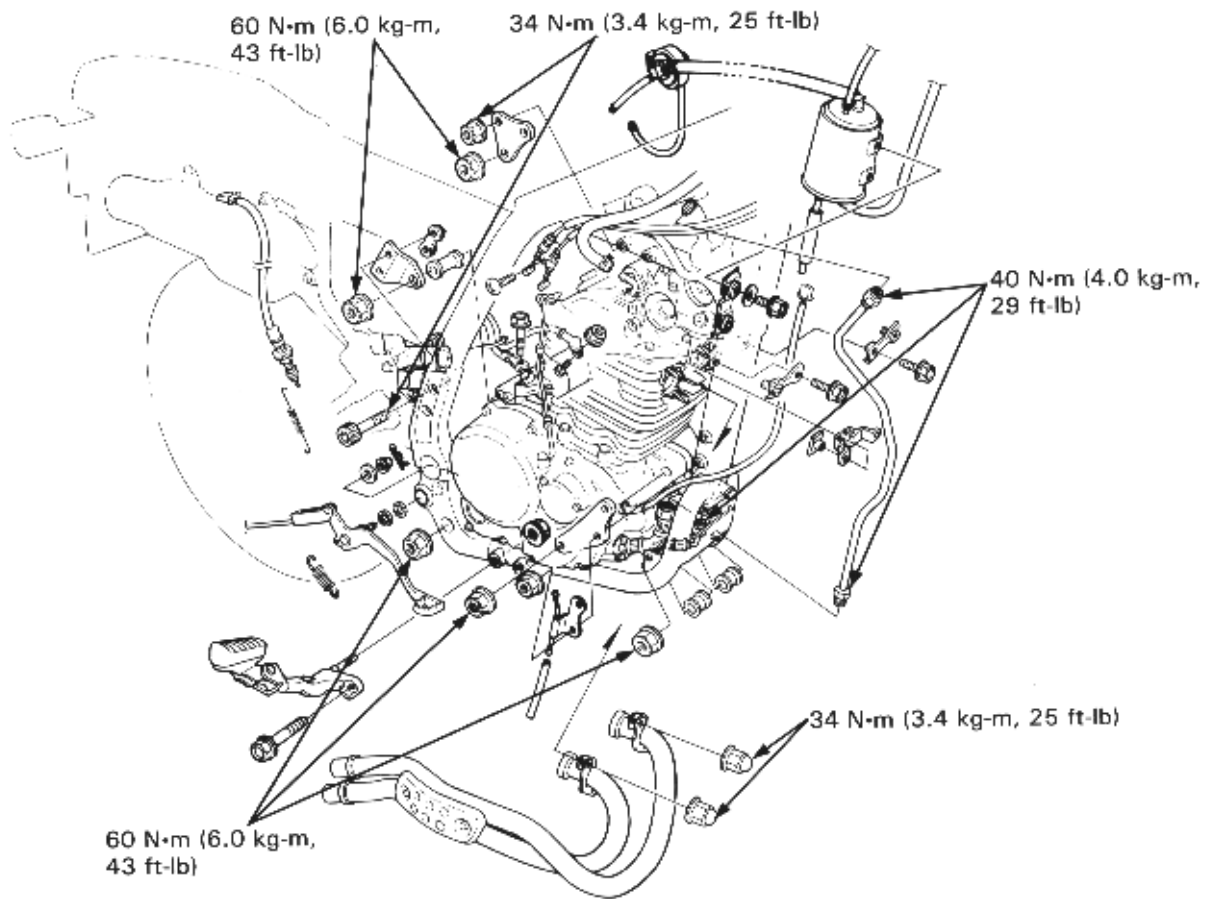 60 N•m (6.0 kg-m,
43 ft-lb)
34 N•m (3.4 kg-m, 25 ft-lb)
40 N•m (4.0 kg-m,
29 ft-lb)
34 N•m (3.4 kg-m, 25 ft-lb)
60 N•m (6.0 kg-m,
43 ft-lb)